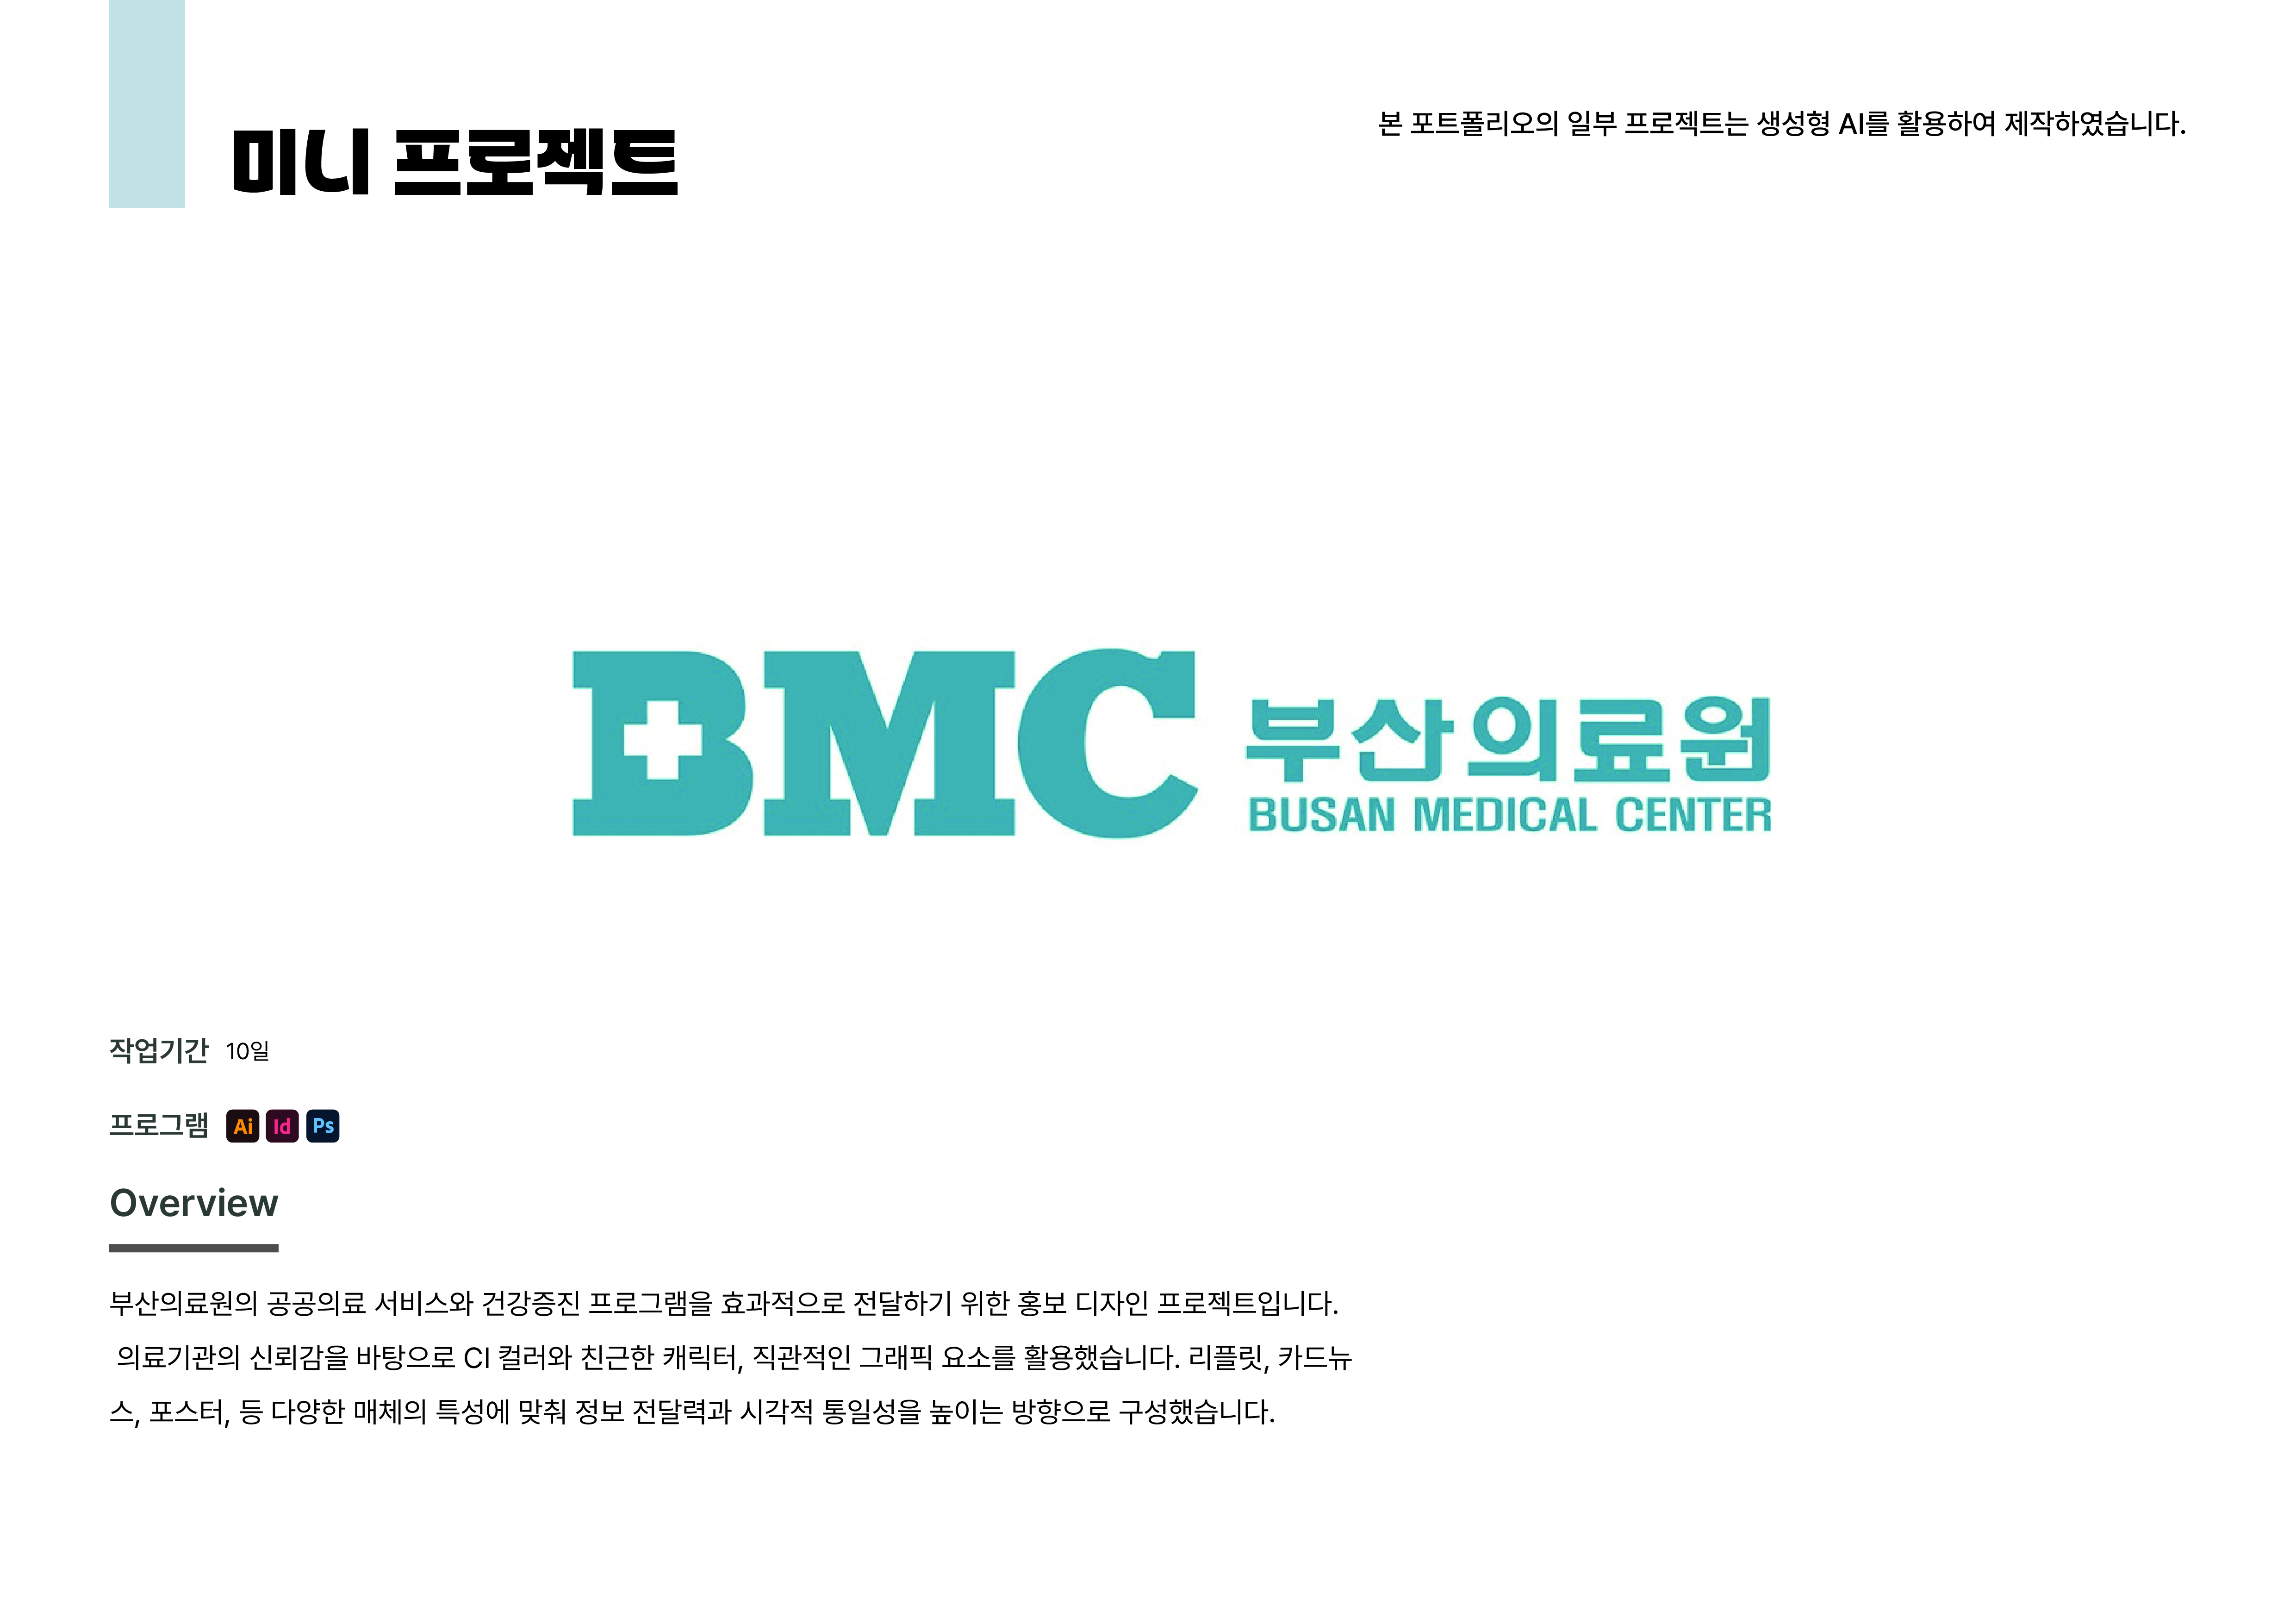 미니 프로젝트
본 포트폴리오의 일부 프로젝트는 생성형 AI를 활용하여 제작하였습니다.
BMC 부산의료원
BUSAN MEDICAL CENTER
작업기간 10일
프로그램 Ai Id Ps
Overview
부산의료원의 공공의료 서비스와 건강증진 프로그램을 효과적으로 전달하기 위한 홍보 디자인 프로젝트입니다.
의료기관의 신뢰감을 바탕으로 CI 컬러와 친근한 캐릭터, 직관적인 그래픽 요소를 활용했습니다. 리플릿, 카드뉴
스, 포스터, 등 다양한 매체의 특성에 맞춰 정보 전달력과 시각적 통일성을 높이는 방향으로 구성했습니다.